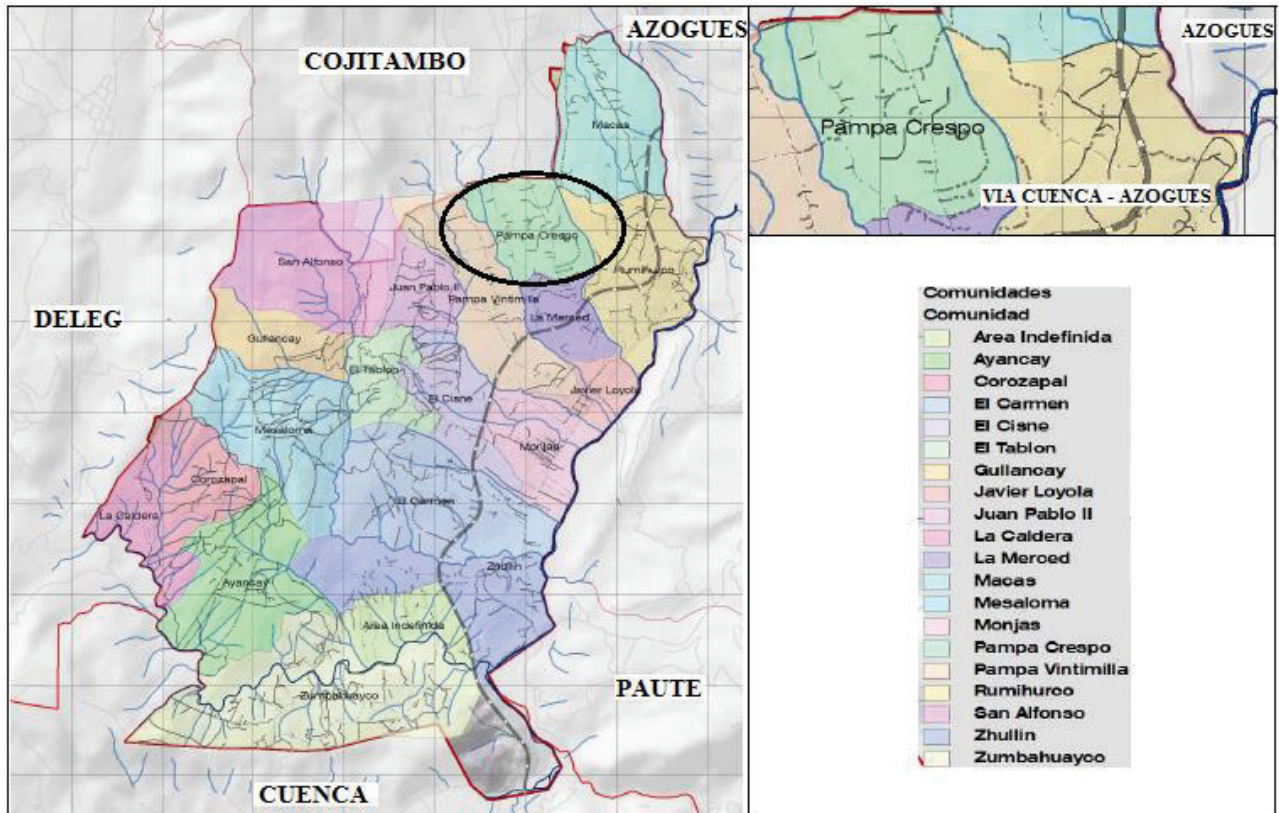 AZOGUES
COJITAMBO
Macas
Pampa Crespo
San Alfonso
Juan Pablo II
Pampa Vintimilla
Rumihurco
La Merced
DELEG
Gullancay
El Tablon
El Cisne
Javier Loyola
Mesaloma
Monjas
Corozapal
El Carmen
La Caldera
Zhullin
Ayancay
Area Indefinida
Zumbahuayco
PAUTE
CUENCA
AZOGUES
Pampa Crespo
VIA CUENCA - AZOGUES
Comunidades
Comunidad
Area Indefinida
Ayancay
Corozapal
El Carmen
El Cisne
El Tablon
Gullancay
Javier Loyola
Juan Pablo II
La Caldera
La Merced
Macas
Mesaloma
Monjas
Pampa Crespo
Pampa Vintimilla
Rumihurco
San Alfonso
Zhullin
Zumbahuayco